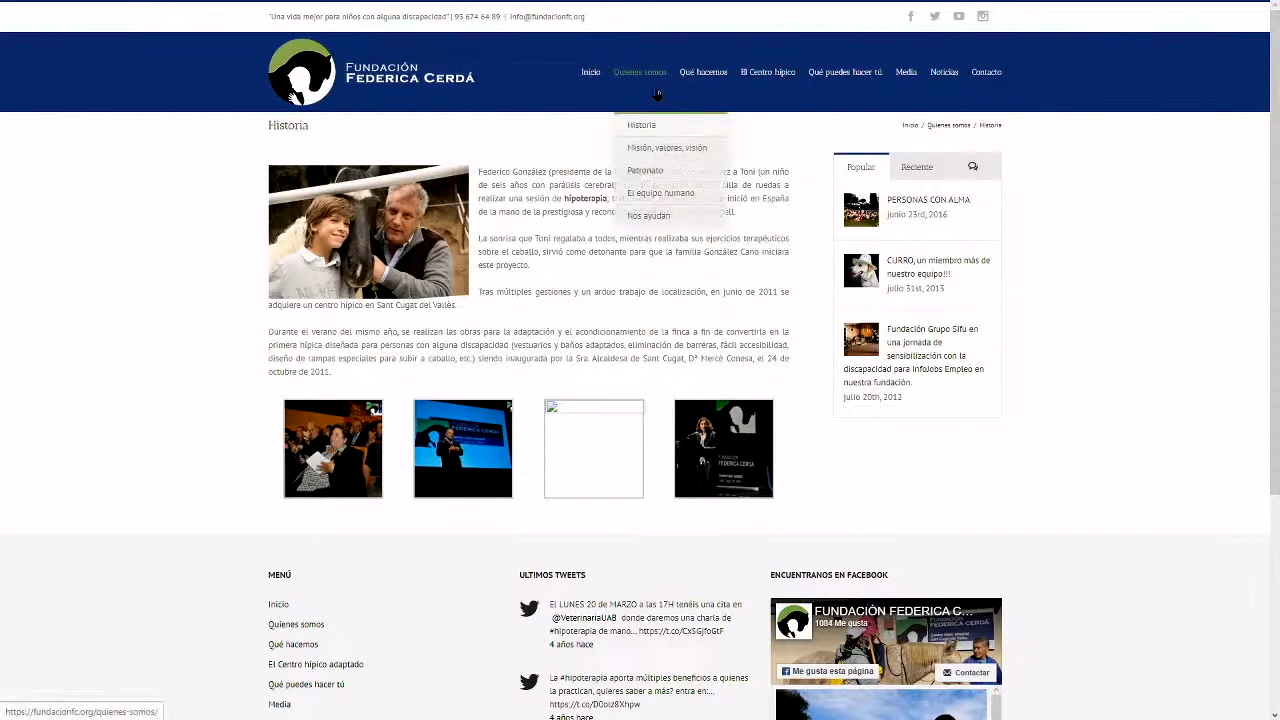 "Una vida mejor para niños con alguna discapacidad" | 93 674 64 89 | info@fundacionfc.org
FUNDACIÓN
FEDERICA CERDÁ
Inicio Quienes somos Qué hacemos El Centro hípico Qué puedes hacer tú Media Noticias Contacto
Historia
Inicio / Quienes somos / Historia
Historia
Misión, valores, visión
Patronato
El equipo humano
Nos ayudan
Federico González (presidente de la
a Toni (un niño
de seis años con parálisis cerebral)
silla de ruedas a
realizar una sesión de hipoterapia;
se inició en España
de la mano de la prestigiosa y
La sonrisa que Toni regalaba a todos, mientras realizaba sus ejercicios terapéuticos
sobre el caballo, sirvió como detonante para que la familia González Cano iniciara
este proyecto.
Tras múltiples gestiones y un arduo trabajo de localización, en junio de 2011 se
adquiere un centro hípico en Sant Cugat del Vallès.
Durante el verano del mismo año, se realizan las obras para la adaptación y el acondicionamiento de la finca a fin de convertirla en la
primera hípica diseñada para personas con alguna discapacidad (vestuarios y baños adaptados, eliminación de barreras, fácil accesibilidad,
diseño de rampas especiales para subir a caballo, etc.) siendo inaugurada por la Sra. Alcaldesa de Sant Cugat, Dª Mercè Conesa, el 24 de
octubre de 2011.
Popular Reciente
PERSONAS CON ALMA
junio 23rd, 2016
CURRO, un miembro más de
nuestro equipo!!!
julio 31st, 2013
Fundación Grupo Sifu en
una jornada de
sensibilización con la
discapacidad para InfoJobs Empleo en
nuestra fundación.
julio 20th, 2012
FEDERICA CERDÀ
MENÚ
Inicio
Quienes somos
Qué hacemos
El Centro hípico adaptado
Qué puedes hacer tú
Media
ULTIMOS TWEETS
El LUNES 20 de MARZO a las 17H tenéis una cita en
@VeterinariaUAB donde daremos una charla de
#hipoterapia de mano… https://t.co/Cx5GJfoGtF
4 años hace
La #hipoterapia aporta múltiples beneficios a quienes
la practican, quieres saber a más? entra en:…
https://t.co/D0oiz8Xhpw
4 años hace
ENCUENTRANOS EN FACEBOOK
FUNDACIÓN FEDERICA C…
1084 Me gusta
Me gusta esta página
Contactar
https://fundacionfc.org/quienes-somos/